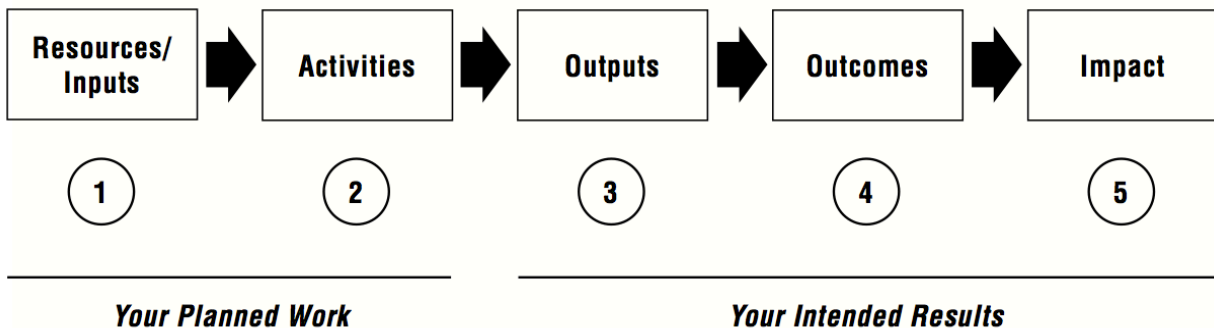 Resources/
Inputs
Activities
Outputs
Outcomes
Impact
1
2
3
4
5
Your Planned Work
Your Intended Results